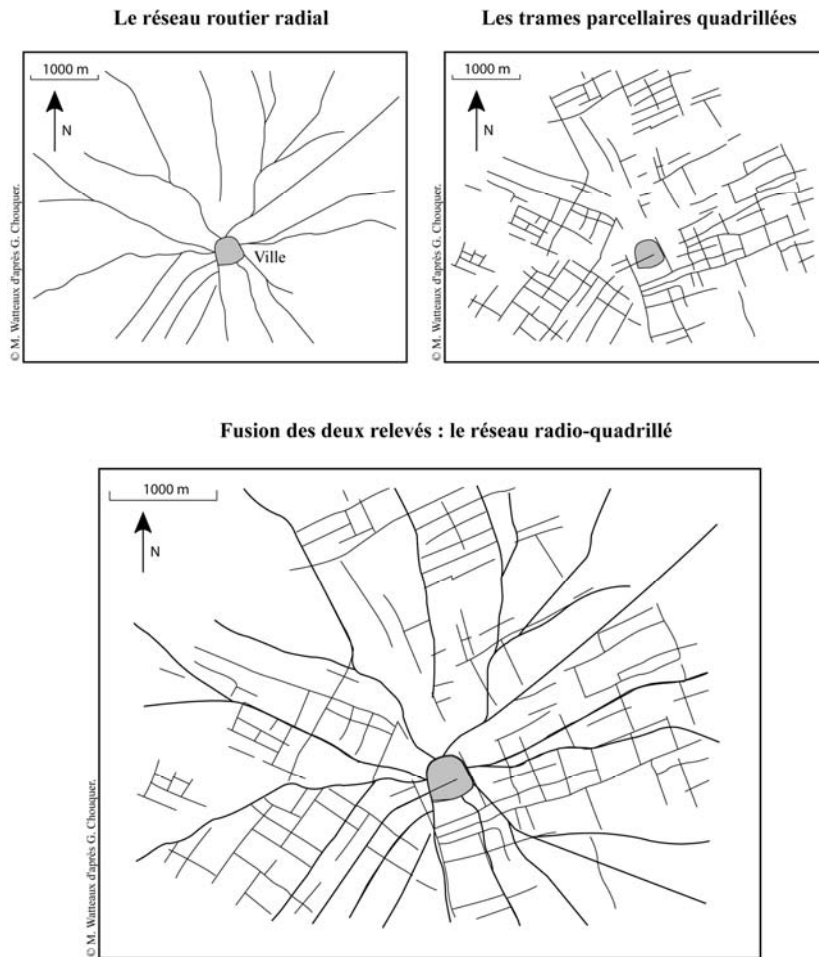 Le réseau routier radial
Les trames parcellaires quadrillées
1000 m
N
Ville
© M. Watteaux d'après G. Chouquer.
1000 m
N
© M. Watteaux d'après G. Chouquer.
Fusion des deux relevés : le réseau radio-quadrillé
1000 m
N
© M. Watteaux d'après G. Chouquer.